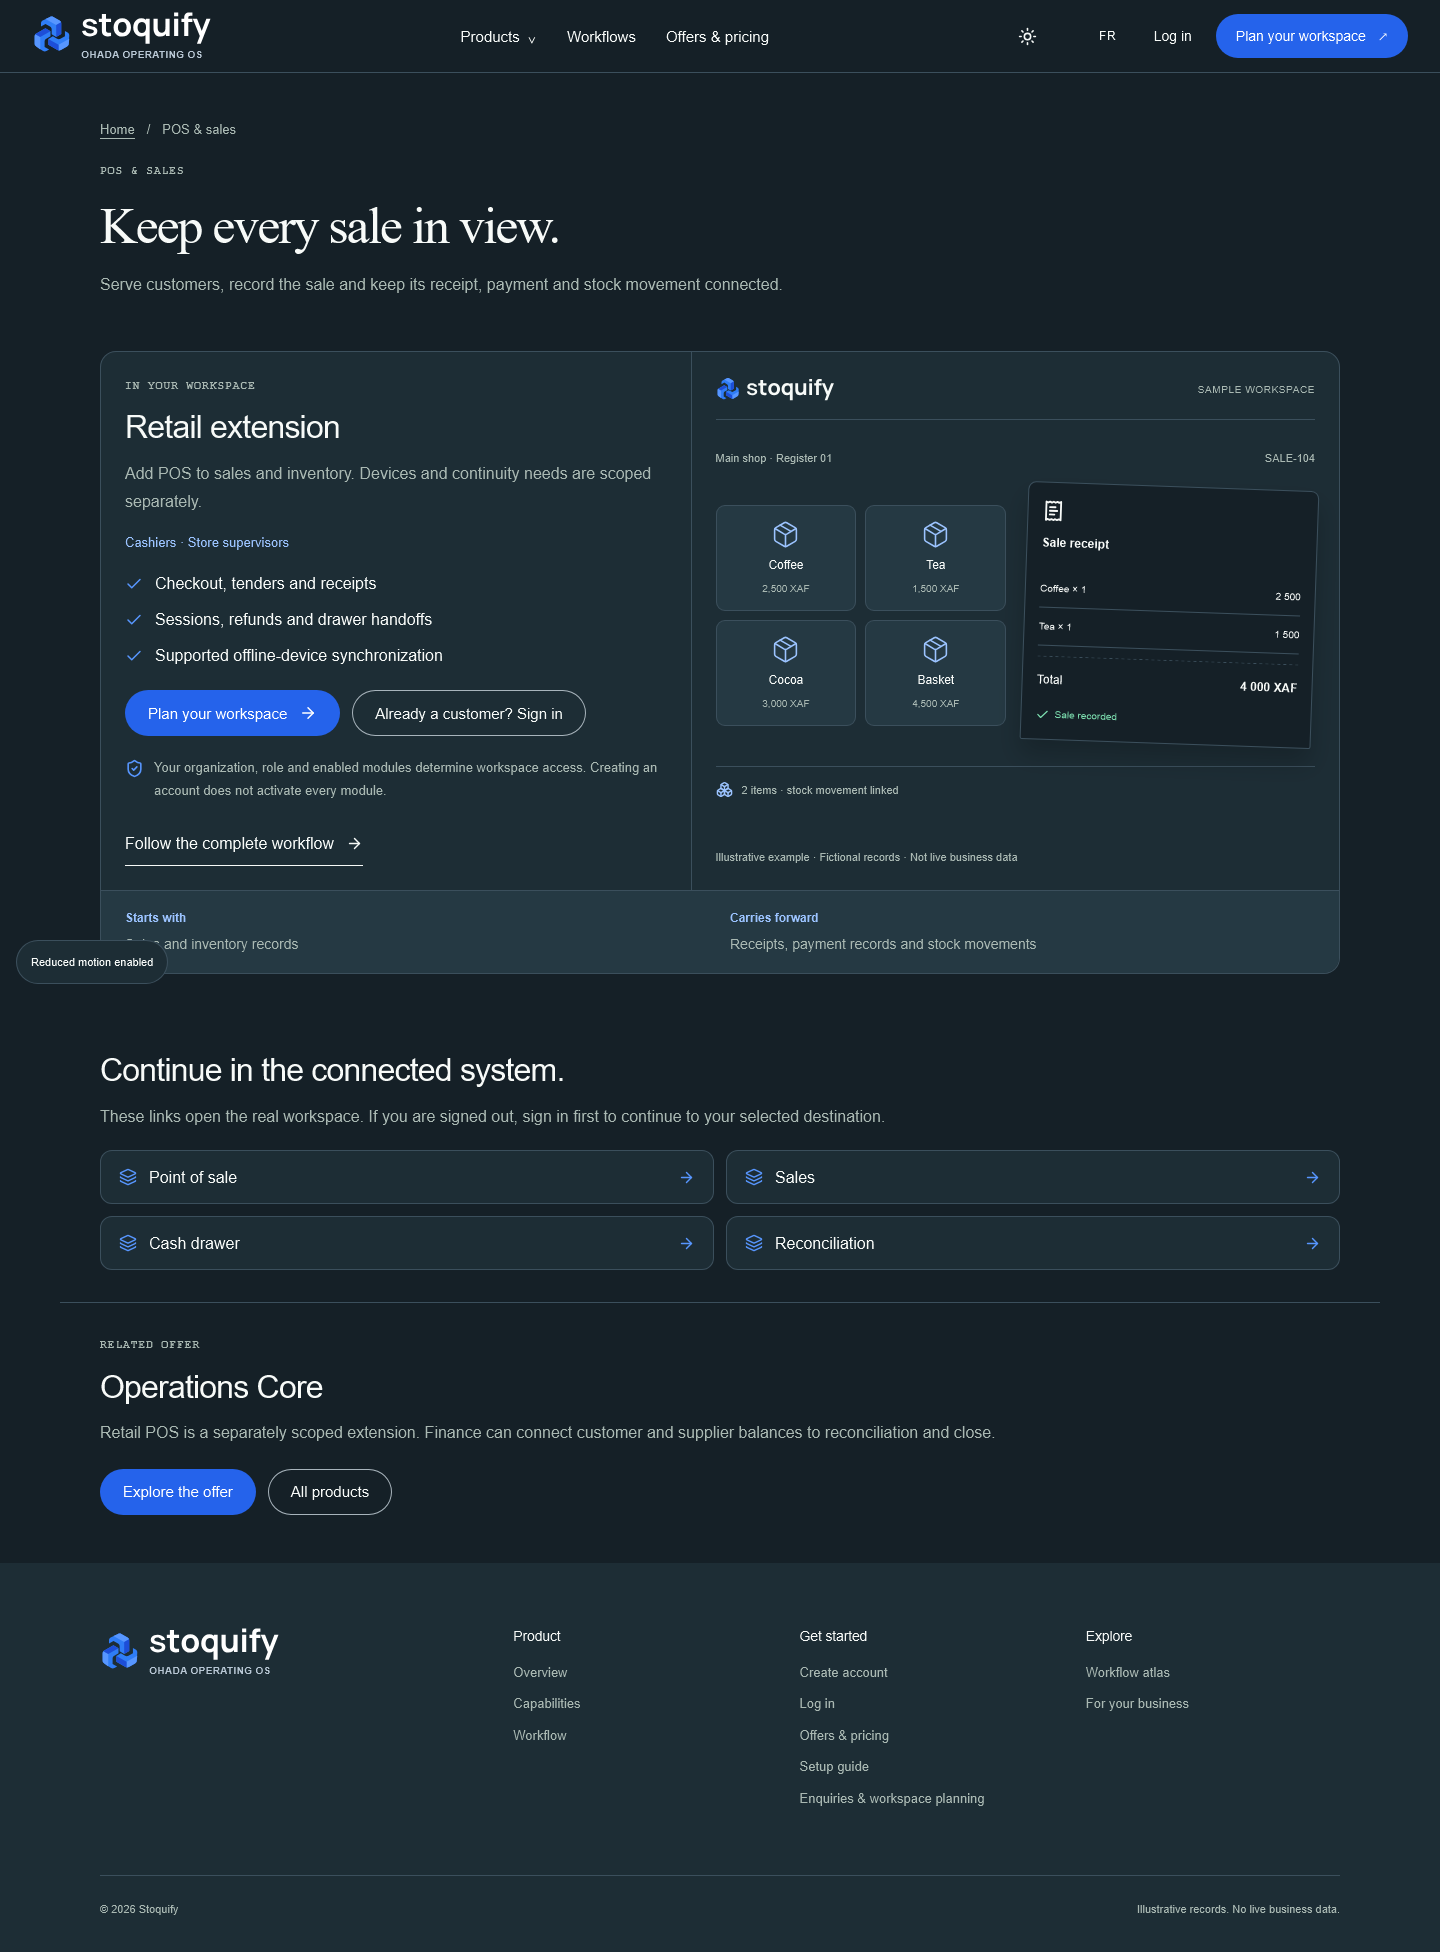 stoquify
OHADA OPERATING OS
Products
Workflows
Offers & pricing
FR
Log in
Plan your workspace ↗
Home / POS & sales
POS & SALES
Keep every sale in view.
Serve customers, record the sale and keep its receipt, payment and stock movement connected.
IN YOUR WORKSPACE
Retail extension
Add POS to sales and inventory. Devices and continuity needs are scoped
separately.
Cashiers · Store supervisors
Checkout, tenders and receipts
Sessions, refunds and drawer handoffs
Supported offline-device synchronization
Plan your workspace →
Already a customer? Sign in
Your organization, role and enabled modules determine workspace access. Creating an
account does not activate every module.
Follow the complete workflow →
stoquify
SAMPLE WORKSPACE
Main shop · Register 01
SALE-104
Coffee
2,500 XAF
Tea
1,500 XAF
Cocoa
3,000 XAF
Basket
4,500 XAF
Sale receipt
Coffee × 1
2 500
Tea × 1
1 500
Total
4 000 XAF
Sale recorded
2 items · stock movement linked
Illustrative example · Fictional records · Not live business data
Starts with
and inventory records
Carries forward
Receipts, payment records and stock movements
Reduced motion enabled
Continue in the connected system.
These links open the real workspace. If you are signed out, sign in first to continue to your selected destination.
Point of sale
Sales
Cash drawer
Reconciliation
RELATED OFFER
Operations Core
Retail POS is a separately scoped extension. Finance can connect customer and supplier balances to reconciliation and close.
Explore the offer
All products
stoquify
OHADA OPERATING OS
Product
Overview
Capabilities
Workflow
Get started
Create account
Log in
Offers & pricing
Setup guide
Enquiries & workspace planning
Explore
Workflow atlas
For your business
© 2026 Stoquify
Illustrative records. No live business data.